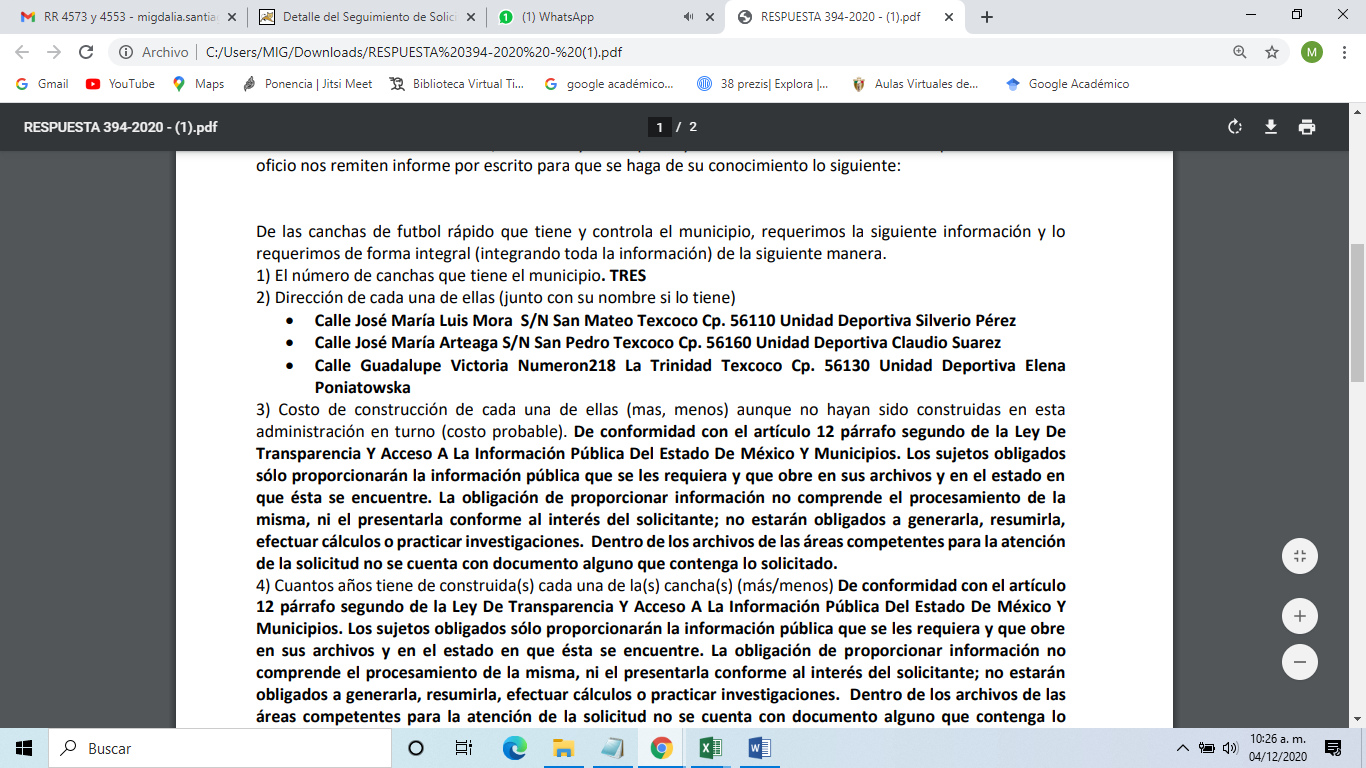 RR 4573 y 4553 - migdalia.santia
Detalle del Seguimiento de Solic
(1) WhatsApp
RESPUESTA 394-2020 - (1).pdf
Archivo C:/Users/MIG/Downloads/RESPUESTA%20394-2020%20-%20(1).pdf
M
Gmail YouTube Maps Ponencia | Jitsi Meet Biblioteca Virtual Ti... google académico... 38 prezis| Explora |... Aulas Virtuales de... Google Académico
RESPUESTA 394-2020 - (1).pdf 1 / 2
oficio nos remiten informe por escrito para que se haga de su conocimiento lo siguiente:
De las canchas de futbol rápido que tiene y controla el municipio, requerimos la siguiente información y lo
requerimos de forma integral (integrando toda la información) de la siguiente manera.
1) El número de canchas que tiene el municipio. TRES
2) Dirección de cada una de ellas (junto con su nombre si lo tiene)
• Calle José María Luis Mora S/N San Mateo Texcoco Cp. 56110 Unidad Deportiva Silverio Pérez
• Calle José María Arteaga S/N San Pedro Texcoco Cp. 56160 Unidad Deportiva Claudio Suarez
• Calle Guadalupe Victoria Numeron218 La Trinidad Texcoco Cp. 56130 Unidad Deportiva Elena
Poniatowska
3) Costo de construcción de cada una de ellas (mas, menos) aunque no hayan sido construidas en esta
administración en turno (costo probable). De conformidad con el artículo 12 párrafo segundo de la Ley De
Transparencia Y Acceso A La Información Pública Del Estado De México Y Municipios. Los sujetos obligados
sólo proporcionarán la información pública que se les requiera y que obre en sus archivos y en el estado en
que ésta se encuentre. La obligación de proporcionar información no comprende el procesamiento de la
misma, ni el presentarla conforme al interés del solicitante; no estarán obligados a generarla, resumirla,
efectuar cálculos o practicar investigaciones. Dentro de los archivos de las áreas competentes para la atención
de la solicitud no se cuenta con documento alguno que contenga lo solicitado.
4) Cuantos años tiene de construida(s) cada una de la(s) cancha(s) (más/menos) De conformidad con el artículo
12 párrafo segundo de la Ley De Transparencia Y Acceso A La Información Pública Del Estado De México Y
Municipios. Los sujetos obligados sólo proporcionarán la información pública que se les requiera y que obre
en sus archivos y en el estado en que ésta se encuentre. La obligación de proporcionar información no
comprende el procesamiento de la misma, ni el presentarla conforme al interés del solicitante; no estarán
obligados a generarla, resumirla, efectuar cálculos o practicar investigaciones. Dentro de los archivos de las
áreas competentes para la atención de la solicitud no se cuenta con documento alguno que contenga lo
Buscar
10:26 a. m.
04/12/2020